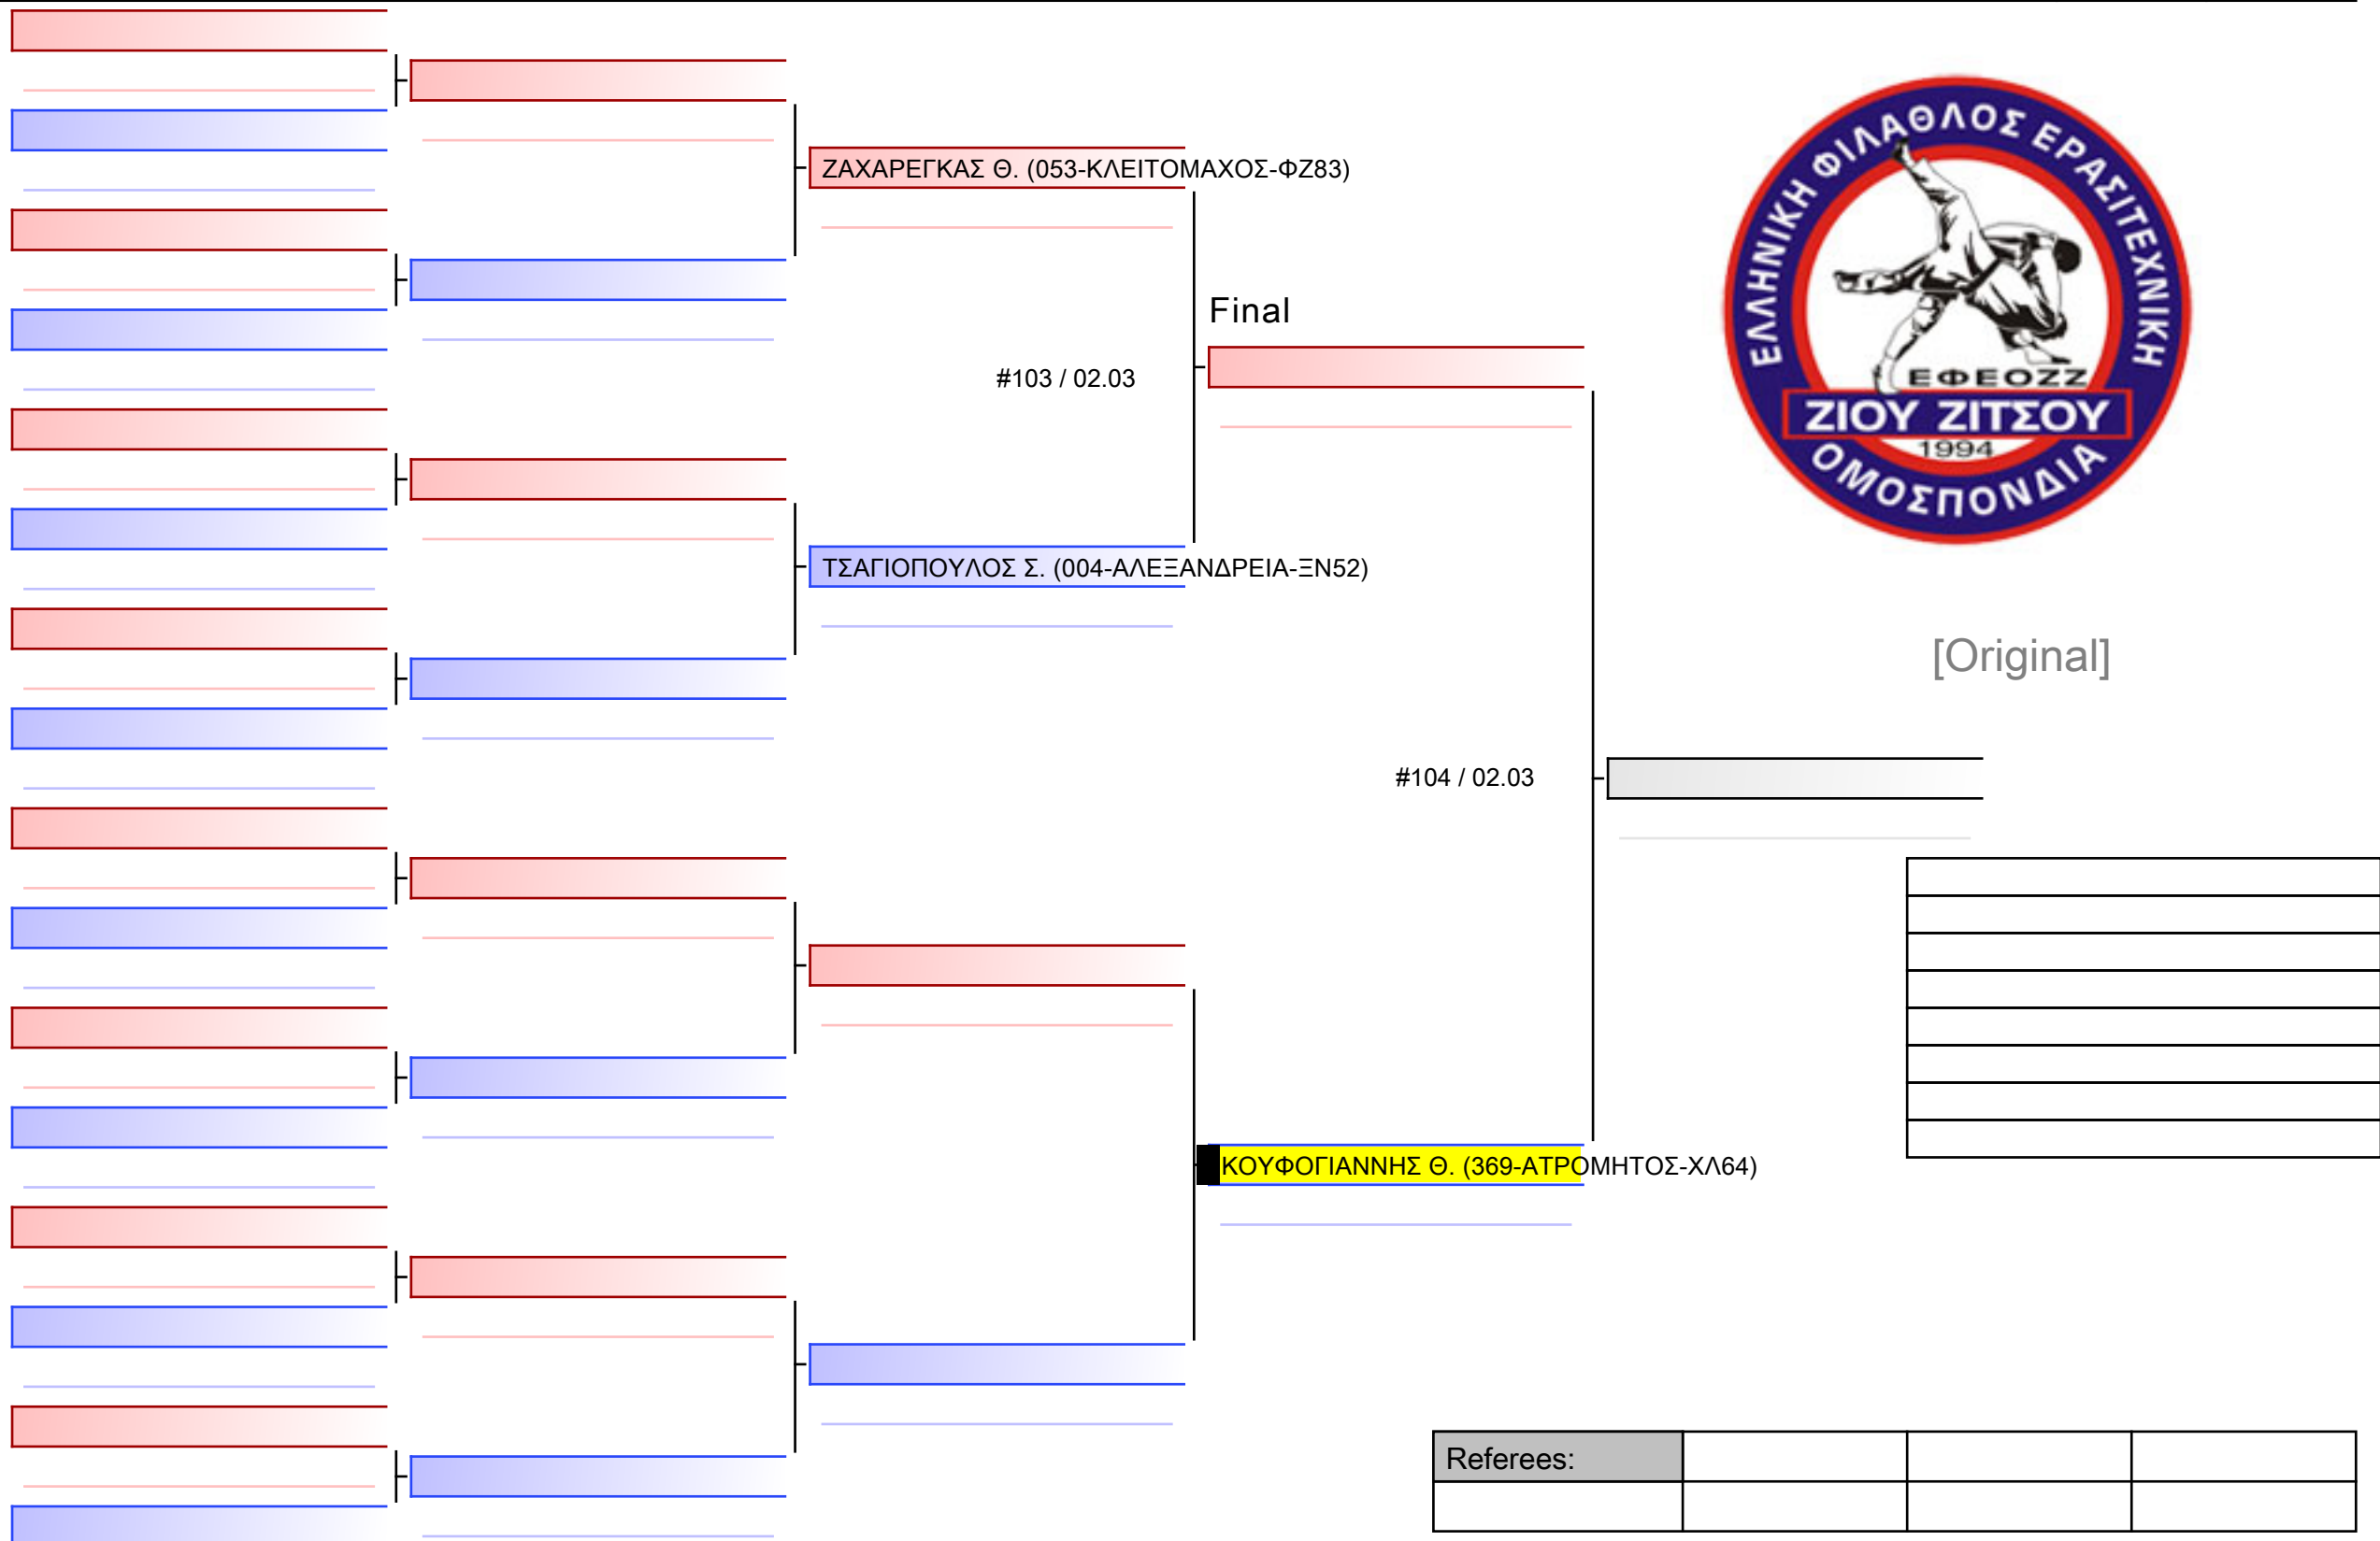 ΖΑΧΑΡΕΓΚΑΣ Θ. (053-ΚΛΕΙΤΟΜΑΧΟΣ-ΦΖ83)
Final
#103 / 02.03
ΤΣΑΓΙΟΠΟΥΛΟΣ Σ. (004-ΑΛΕΞΑΝΔΡΕΙΑ-ΞΝ52)
ΕΛΛΗΝΙΚΗ ΦΙΛΑΘΛΟΣ ΕΡΑΣΙΤΕΧΝΙΚΗ
ΕΦΕΟΖΖ
ΖΙΟΥ ΖΙΤΣΟΥ
1994
ΟΜΟΣΠΟΝΔΙΑ
[Original]
#104 / 02.03
ΚΟΥΦΟΓΙΑΝΝΗΣ Θ. (369-ΑΤΡΟΜΗΤΟΣ-ΧΛ64)
Referees: